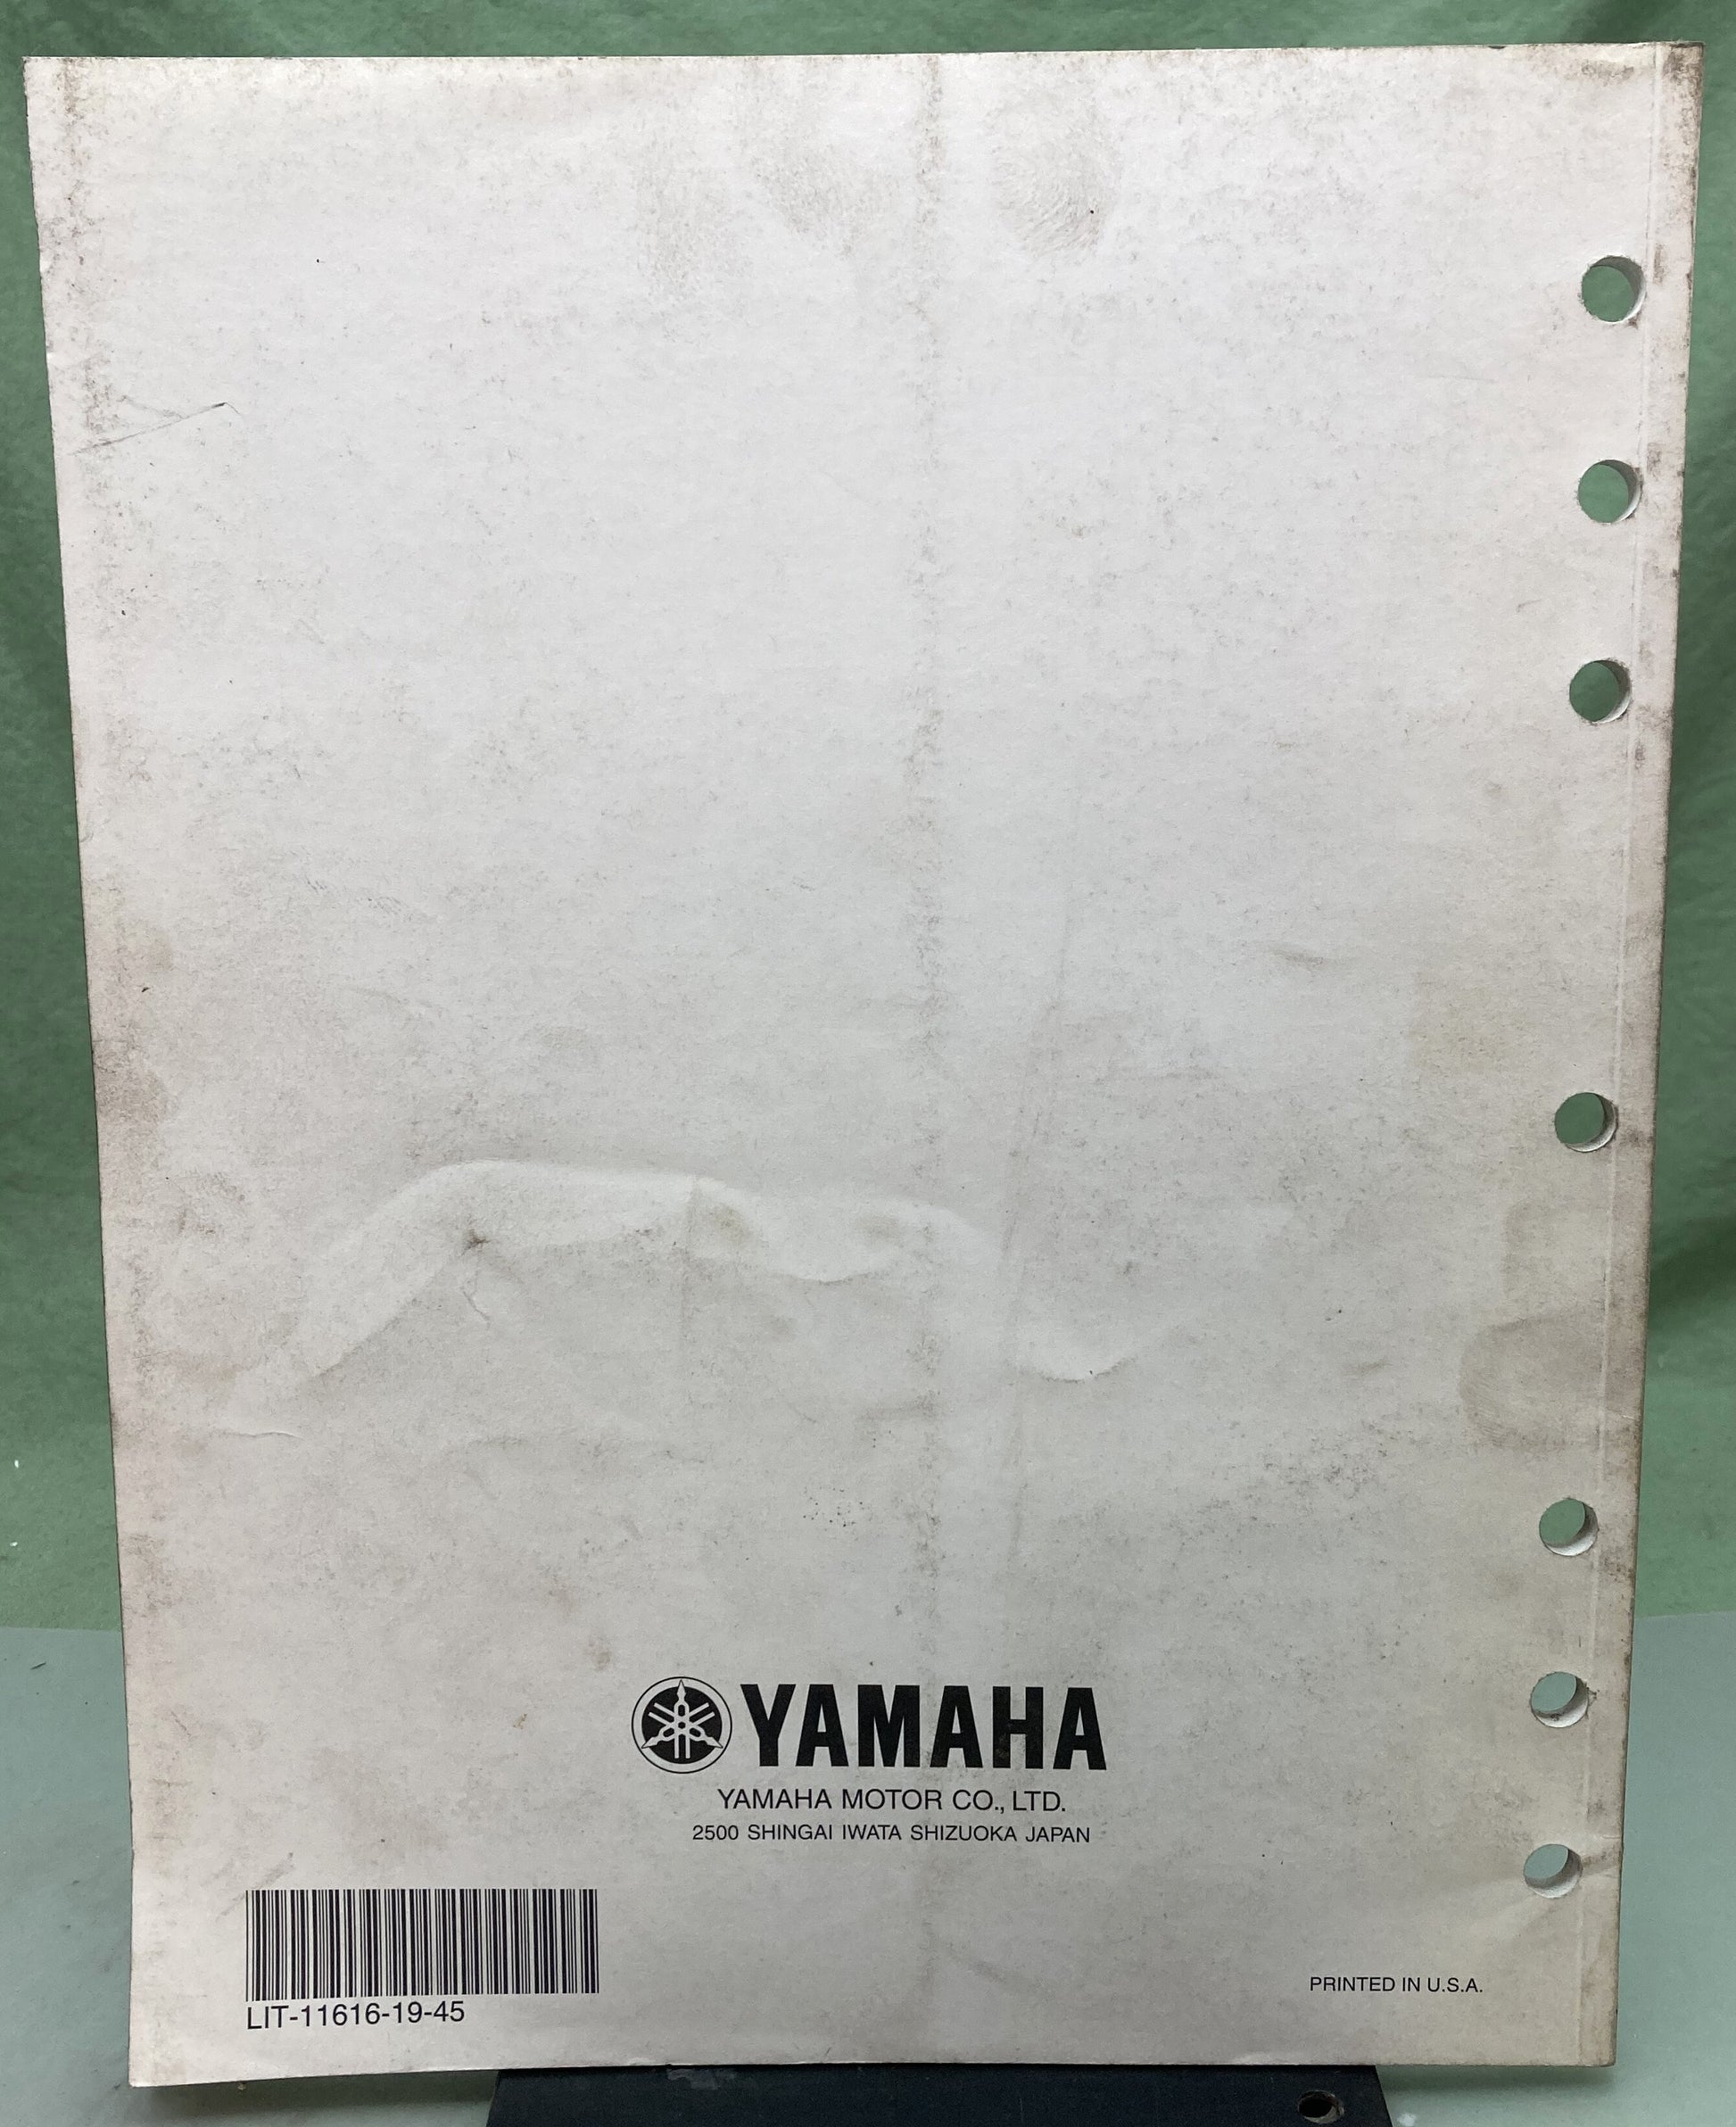 YAMAHA
YAMAHA MOTOR CO., LTD.
2500 SHINGAI IWATA SHIZUOKA JAPAN
LIT-11616-19-45
PRINTED IN U.S.A.